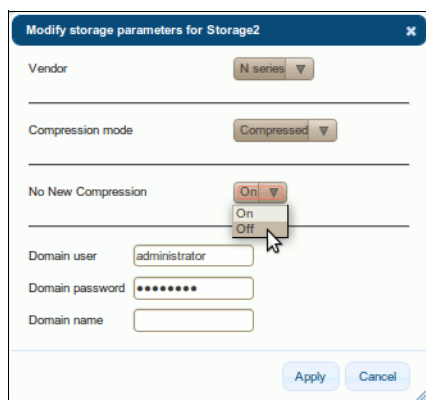 Modify storage parameters for Storage2
Vendor N series
Compression mode Compressed
No New Compression On
On
Off
Domain user administrator
Domain password ••••••••
Domain name
Apply Cancel